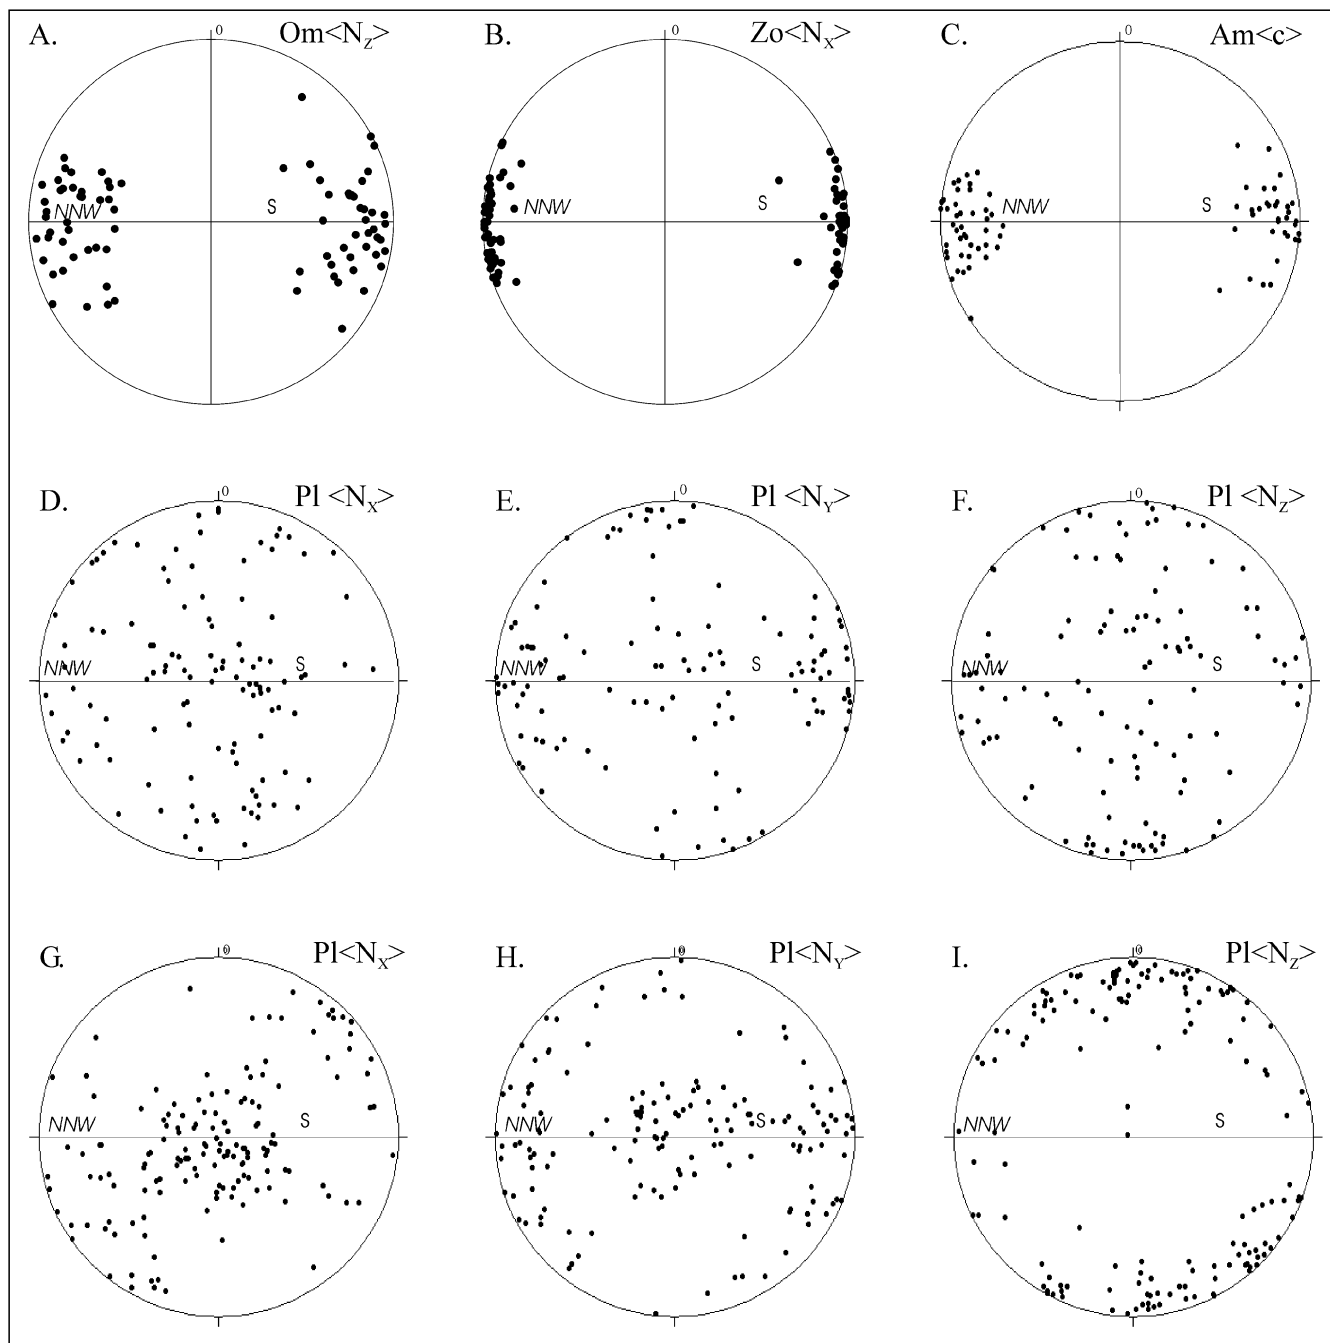 A. 0 Om<N_Z>
NNW S
B. 0 Zo<N_X>
NNW S
C. 0 Am<c>
NNW S
D. 0 Pl <N_X>
NNW S
E. 0 Pl <N_Y>
NNW S
F. 0 Pl <N_Z>
NNW S
G. 0 Pl<N_X>
NNW S
H. 0 Pl<N_Y>
NNW S
I. 0 Pl<N_Z>
NNW S